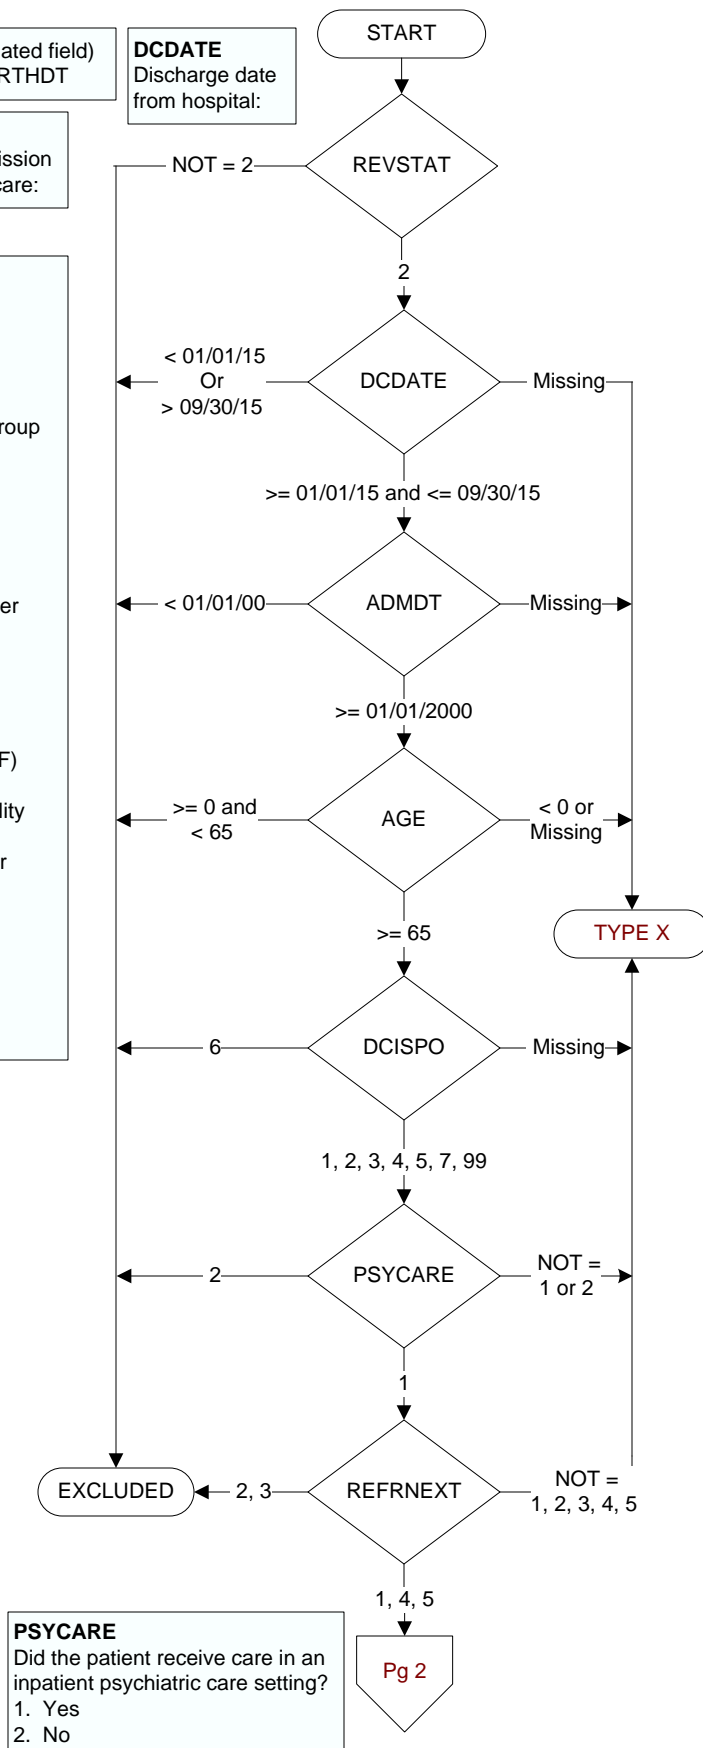 ated field)
RTHDT
DCDATE
Discharge date
from hospital:
START
ission
care:
NOT = 2
REVSTAT
2
< 01/01/15
Or
> 09/30/15
DCDATE
Missing
roup
>= 01/01/15 and <= 09/30/15
er
< 01/01/00
ADMDT
Missing
>= 01/01/2000
F)
lity
r
>= 0 and
< 65
AGE
< 0 or
Missing
>= 65
TYPE X
6
DCISPO
Missing
1, 2, 3, 4, 5, 7, 99
2
PSYCARE
NOT =
1 or 2
1
EXCLUDED
2, 3
REFRNEXT
NOT =
1, 2, 3, 4, 5
1, 4, 5
Pg 2
PSYCARE
Did the patient receive care in an
inpatient psychiatric care setting?
1. Yes
2. No